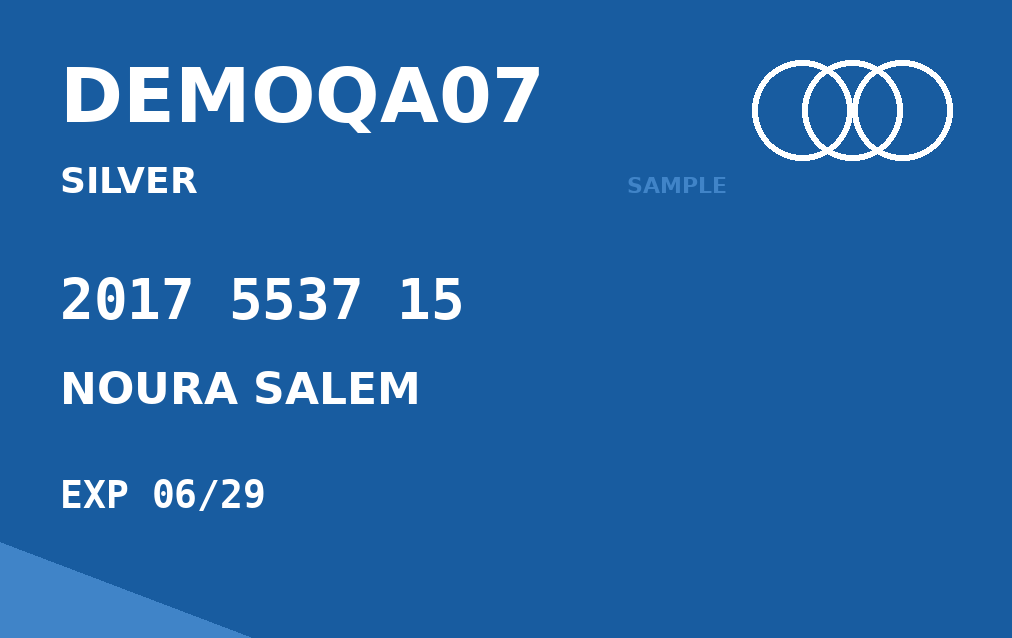 DEMOQA07
SILVER
SAMPLE
2017 5537 15
NOURA SALEM
EXP 06/29